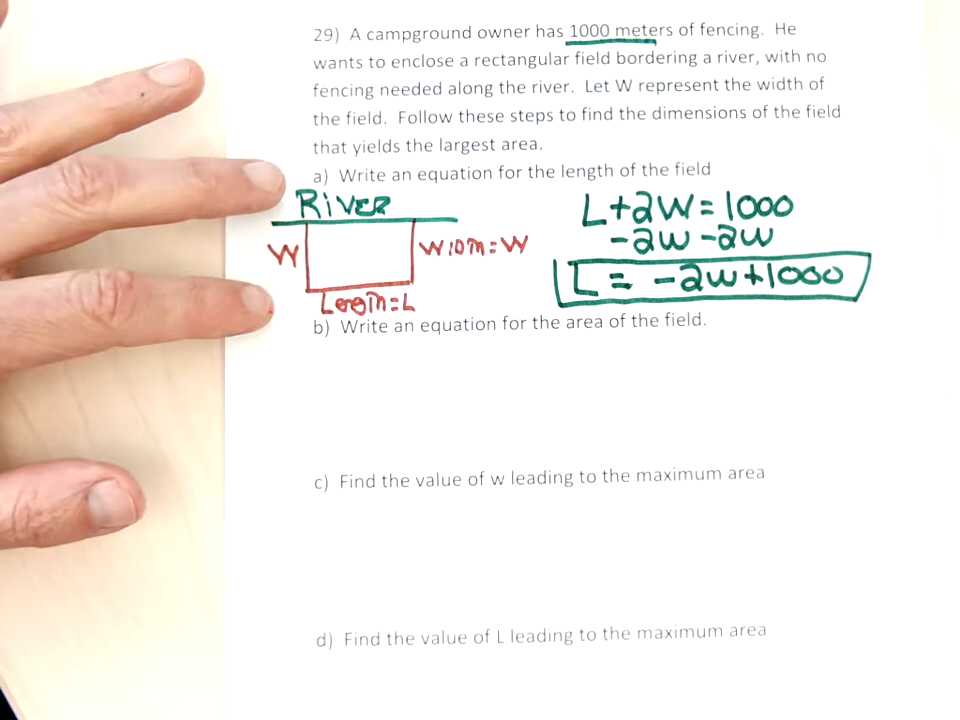 29) A campground owner has 1000 meters of fencing. He
wants to enclose a rectangular field bordering a river, with no
fencing needed along the river. Let W represent the width of
the field. Follow these steps to find the dimensions of the field
that yields the largest area.
a) Write an equation for the length of the field
RiVER
L+2W=1000
-2W -2W
W
WIDTH=W
L = -2W+1000
Length=L
b) Write an equation for the area of the field.
c) Find the value of w leading to the maximum area
d) Find the value of L leading to the maximum area